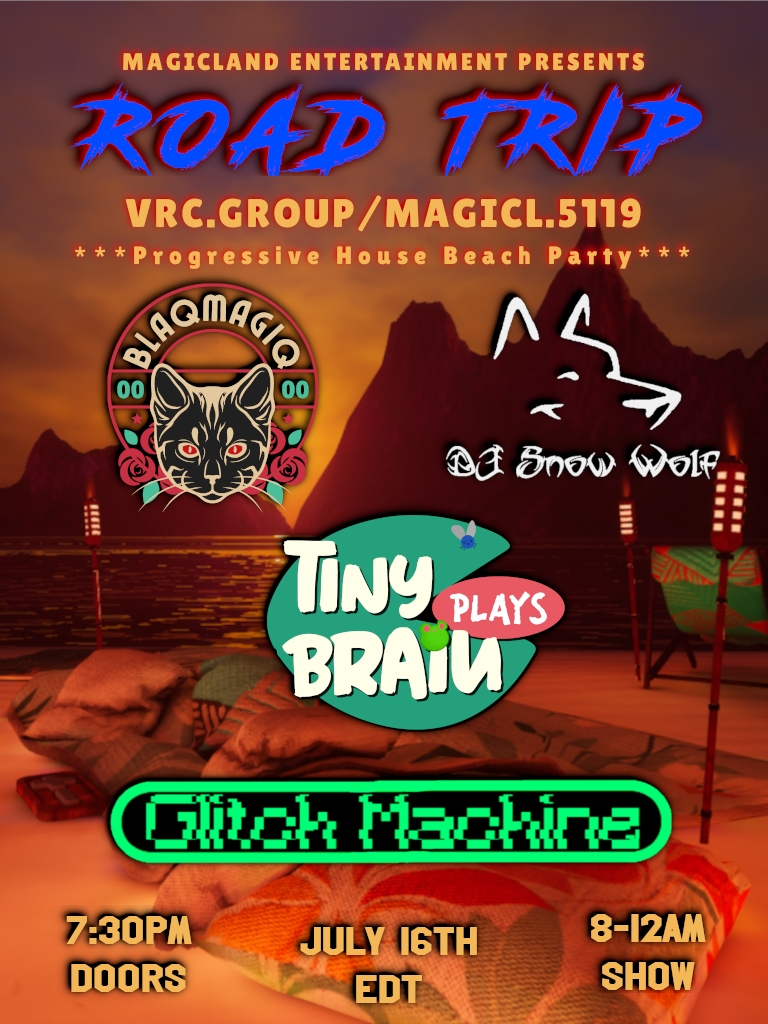 MAGICLAND ENTERTAINMENT PRESENTS
ROAD TRIP
VRC.GROUP/MAGICL.5119
***Progressive House Beach Party***
BLAQMAGIQ
00 00
DJ Snow Wolf
TINY
PLAYS
BRAIN
Glitch Machine
7:30PM
DOORS
JULY 16TH
EDT
8-12AM
SHOW